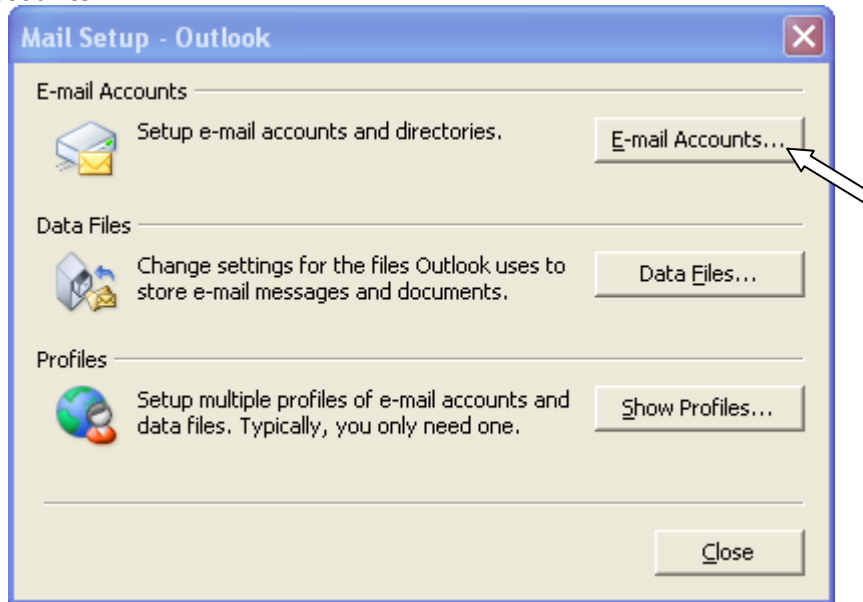 Mail Setup - Outlook
E-mail Accounts
Setup e-mail accounts and directories.
E-mail Accounts...
Data Files
Change settings for the files Outlook uses to
store e-mail messages and documents.
Data Files...
Profiles
Setup multiple profiles of e-mail accounts and
data files. Typically, you only need one.
Show Profiles...
Close